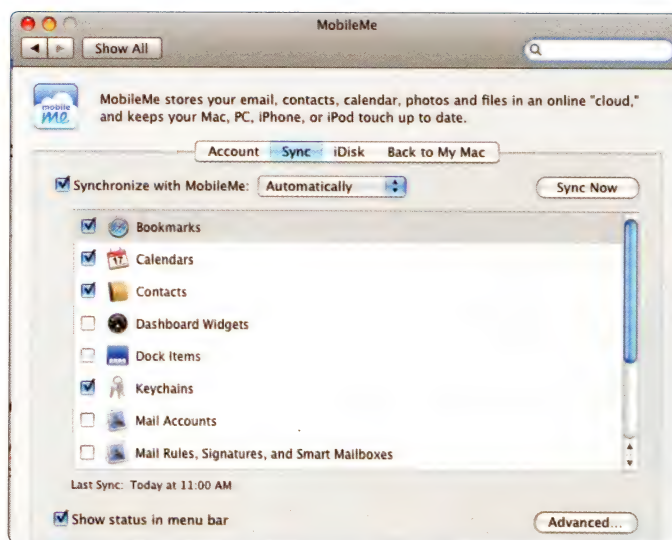 MobileMe
Show All
mobile
me
MobileMe stores your email, contacts, calendar, photos and files in an online "cloud,"
and keeps your Mac, PC, iPhone, or iPod touch up to date.
Account Sync iDisk Back to My Mac
Synchronize with MobileMe: Automatically Sync Now
Bookmarks
17 Calendars
Contacts
Dashboard Widgets
Dock Items
Keychains
Mail Accounts
Mail Rules, Signatures, and Smart Mailboxes
Last Sync: Today at 11:00 AM
Show status in menu bar Advanced...